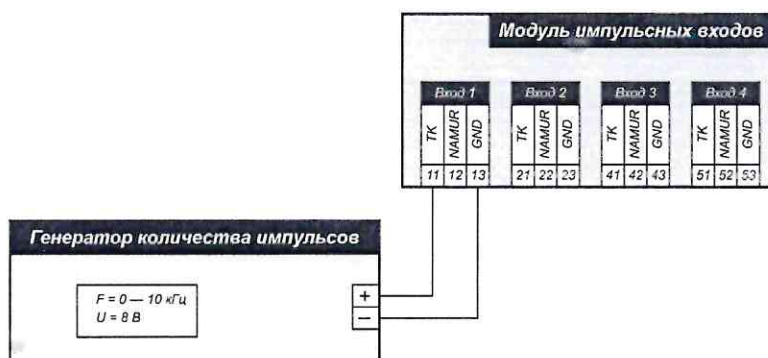 Модуль импульсных входов
Вход 1 Вход 2 Вход 3 Вход 4
ТК NAMUR GND ТК NAMUR GND ТК NAMUR GND ТК NAMUR GND
11 12 13 21 22 23 41 42 43 51 52 53
Генератор количества импульсов
F = 0 — 10 кГц
U = 8 В
+
−